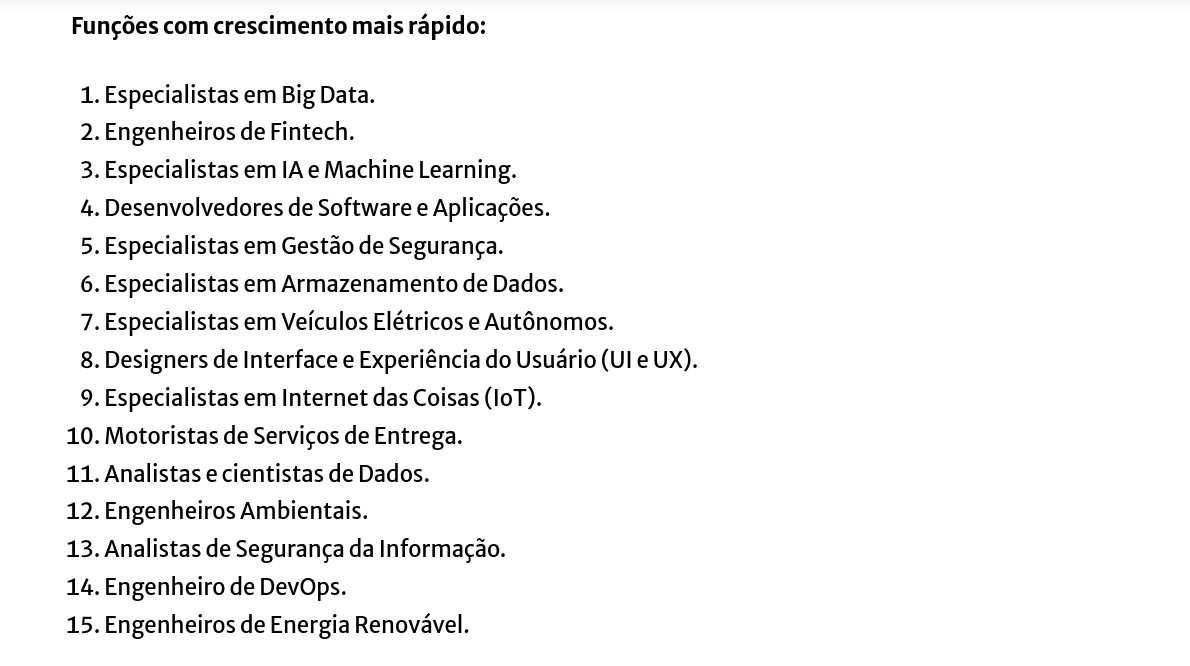 Funções com crescimento mais rápido:
1. Especialistas em Big Data.
2. Engenheiros de Fintech.
3. Especialistas em IA e Machine Learning.
4. Desenvolvedores de Software e Aplicações.
5. Especialistas em Gestão de Segurança.
6. Especialistas em Armazenamento de Dados.
7. Especialistas em Veículos Elétricos e Autônomos.
8. Designers de Interface e Experiência do Usuário (UI e UX).
9. Especialistas em Internet das Coisas (IoT).
10. Motoristas de Serviços de Entrega.
11. Analistas e cientistas de Dados.
12. Engenheiros Ambientais.
13. Analistas de Segurança da Informação.
14. Engenheiro de DevOps.
15. Engenheiros de Energia Renovável.